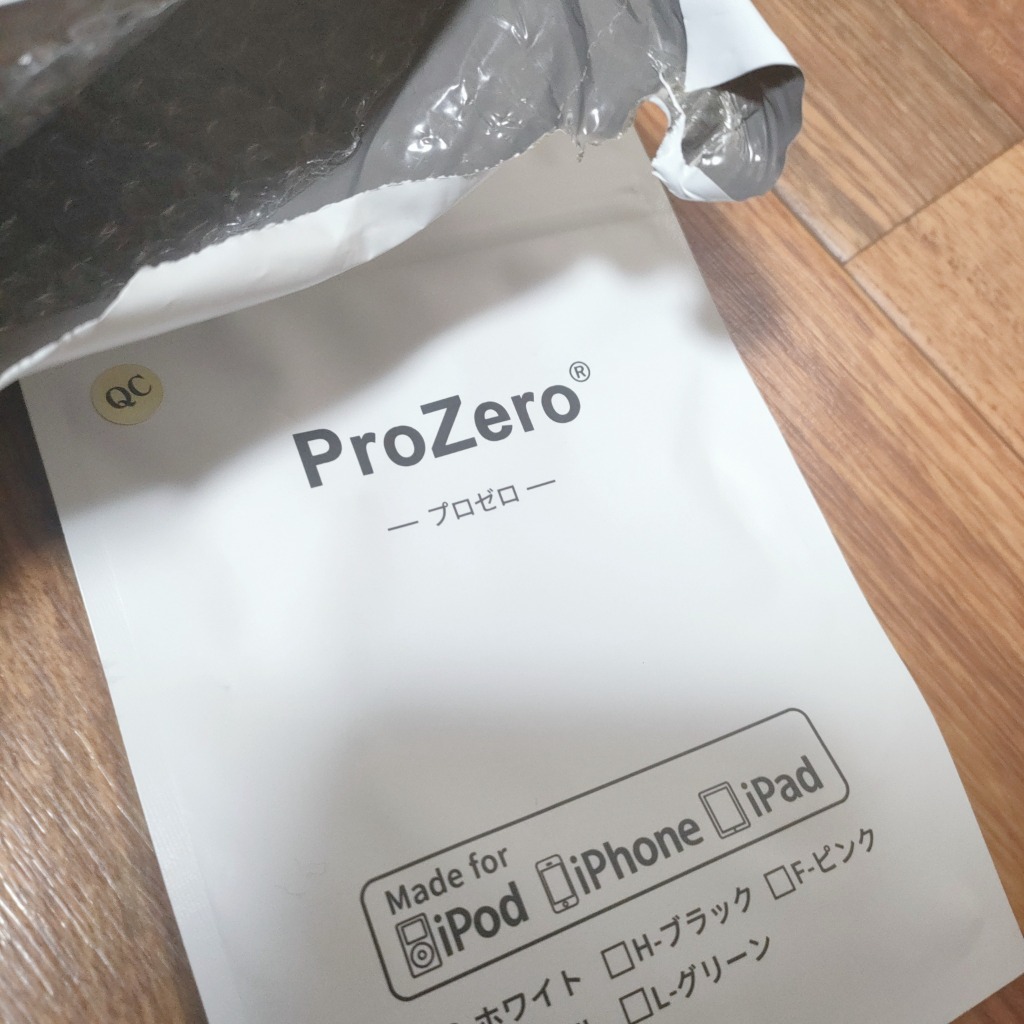 QC
ProZero®
— プロゼロ —
Made for
iPod iPhone iPad
ホワイト □H-ブラック □F-ピンク
□L-グリーン